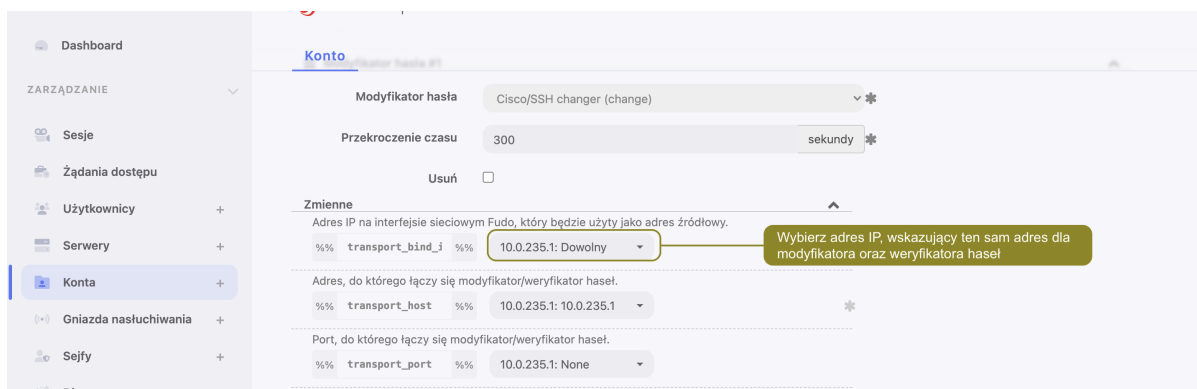 Dashboard
Konto
Modyfikator hasła #1
ZARZĄDZANIE
Modyfikator hasła
Cisco/SSH changer (change)
Sesje
Przekroczenie czasu
300
sekundy
Żądania dostępu
Usuń
Użytkownicy
Zmienne
Adres IP na interfejsie sieciowym Fudo, który będzie użyty jako adres źródłowy.
Serwery
%% transport_bind_i %% 10.0.235.1: Dowolny
Wybierz adres IP, wskazujący ten sam adres dla
modyfikatora oraz weryfikatora haseł
Konta
Adres, do którego łączy się modyfikator/weryfikator haseł.
%% transport_host %% 10.0.235.1: 10.0.235.1
Gniazda nasłuchiwania
Port, do którego łączy się modyfikator/weryfikator haseł.
Sejfy
%% transport_port %% 10.0.235.1: None